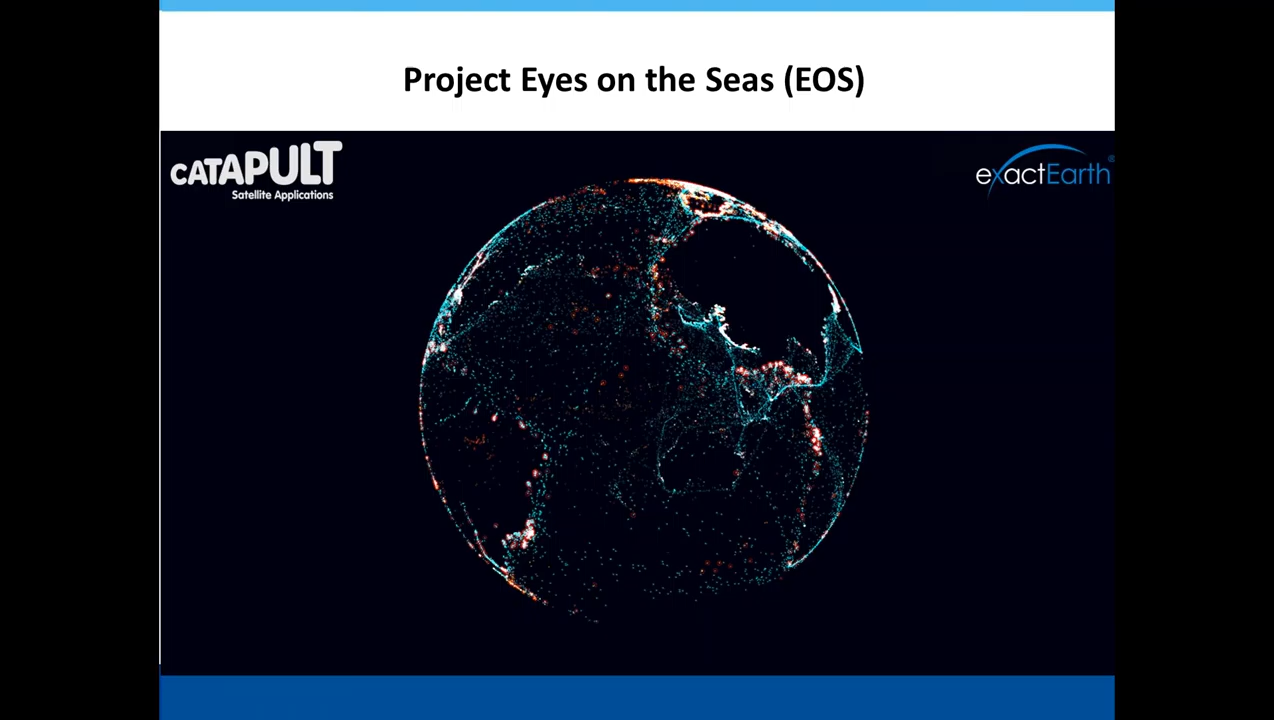 Project Eyes on the Seas (EOS)
CATAPULT
Satellite Applications
exactEarth®